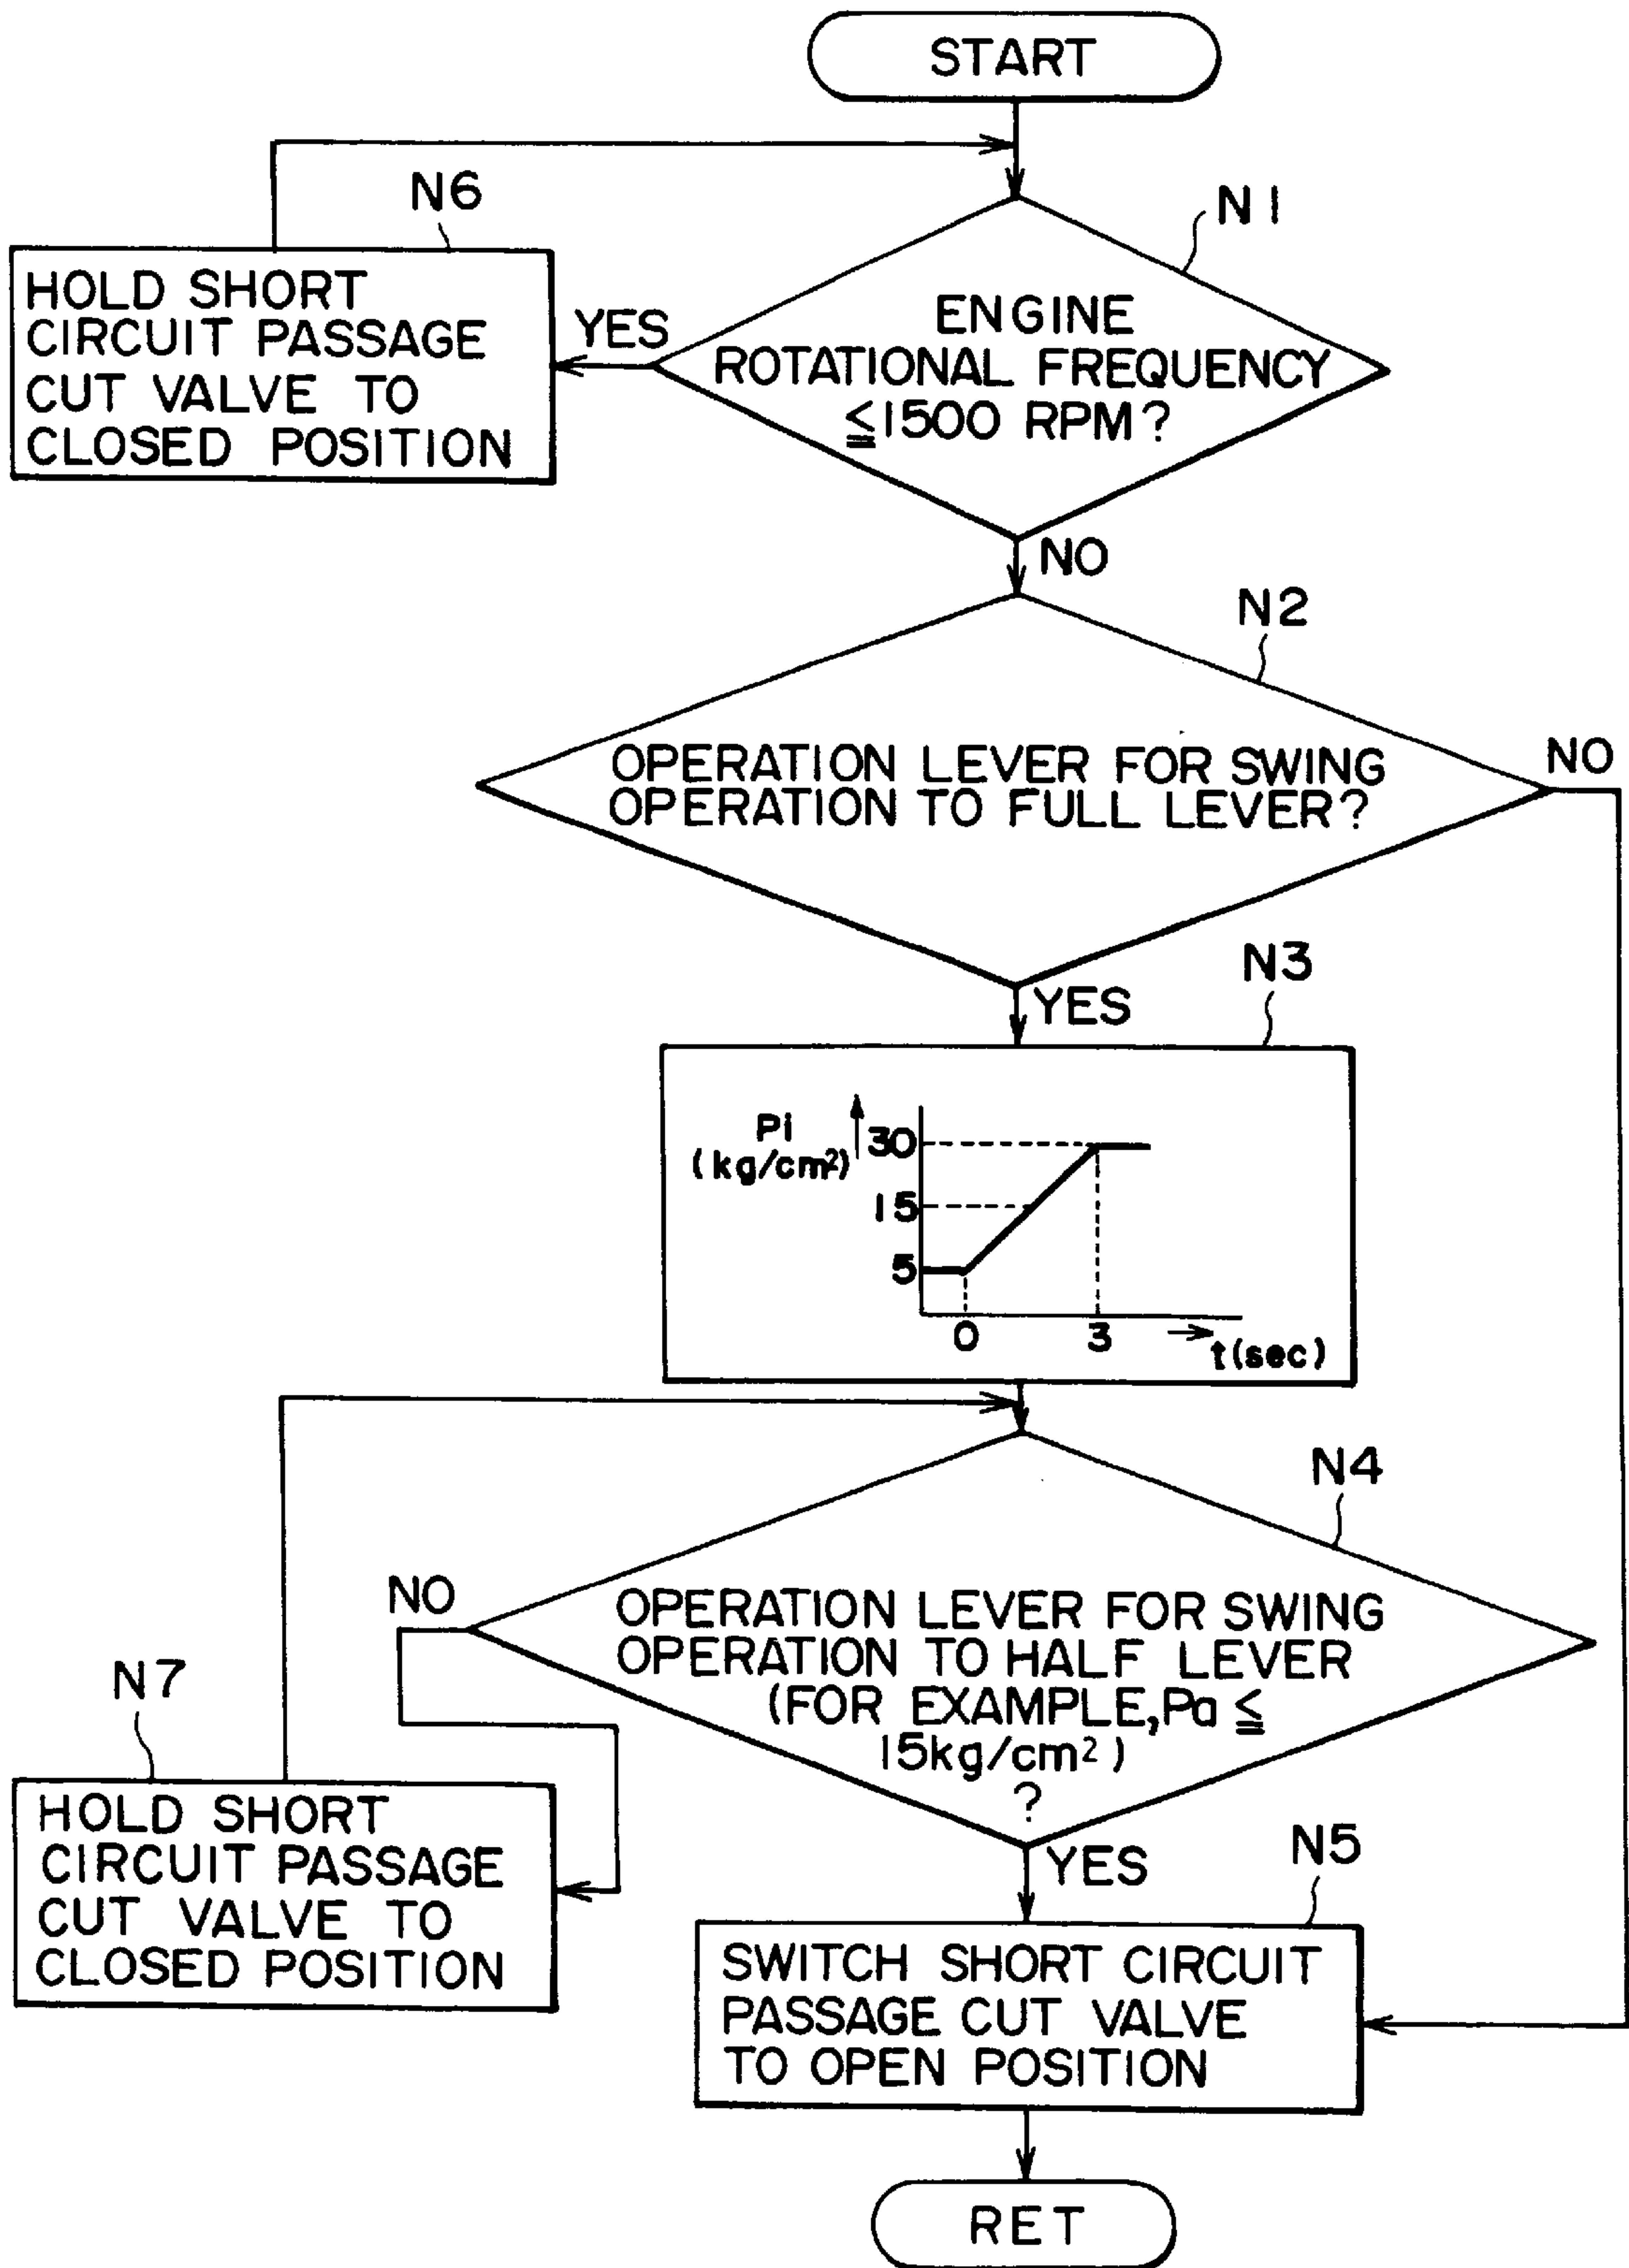 START
N6
N1
HOLD SHORT
CIRCUIT PASSAGE
CUT VALVE TO
CLOSED POSITION
YES
ENGINE
ROTATIONAL FREQUENCY
≦1500 RPM?
NO
N2
OPERATION LEVER FOR SWING
OPERATION TO FULL LEVER?
NO
YES
N3
Pi
(kg/cm²)
30
15
5
0
3
t(sec)
N4
NO
OPERATION LEVER FOR SWING
OPERATION TO HALF LEVER
(FOR EXAMPLE,Pa ≦
15kg/cm²)
?
N7
HOLD SHORT
CIRCUIT PASSAGE
CUT VALVE TO
CLOSED POSITION
YES
N5
SWITCH SHORT CIRCUIT
PASSAGE CUT VALVE
TO OPEN POSITION
RET